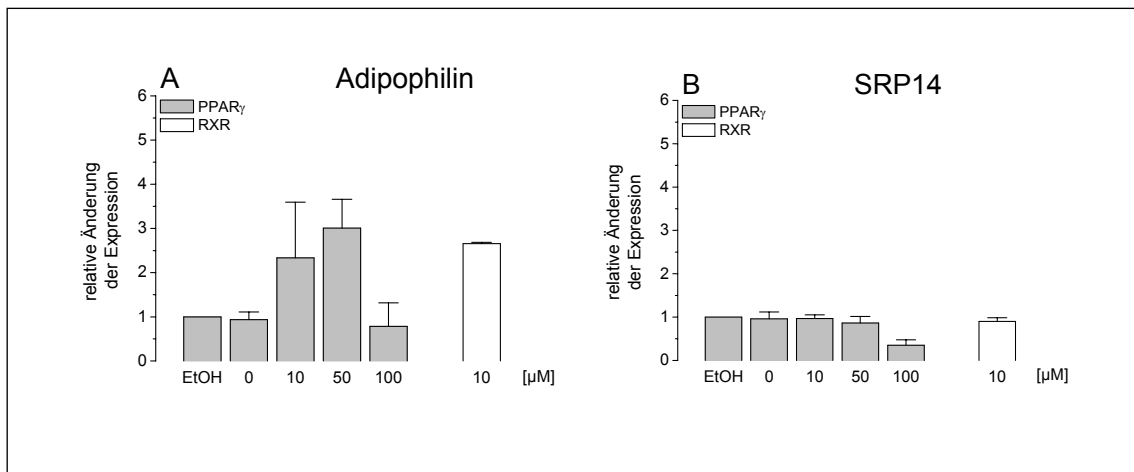 A Adipophilin
6
PPARγ
RXR
5
4
3
2
1
0
relative Änderung
der Expression
EtOH 0 10 50 100 10 [µM]
B SRP14
6
PPARγ
RXR
5
4
3
2
1
0
relative Änderung
der Expression
EtOH 0 10 50 100 10 [µM]